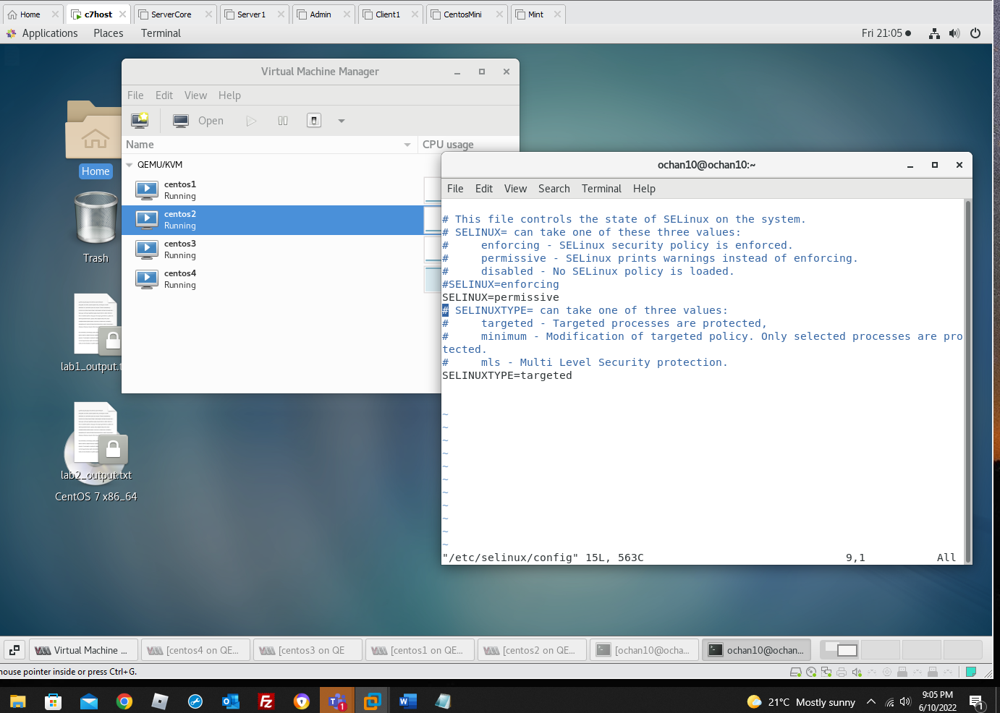 Home
c7host
ServerCore
Server1
Admin
Client1
CentosMini
Mint
Applications
Places
Terminal
Fri 21:05
Virtual Machine Manager
File
Edit
View
Help
Open
Name
CPU usage
QEMU/KVM
centos1
Running
centos2
Running
centos3
Running
centos4
Running
Home
Trash
lab1_output.t
lab2_output.txt
CentOS 7 x86_64
ochan10@ochan10:~
File
Edit
View
Search
Terminal
Help
# This file controls the state of SELinux on the system.
# SELINUX= can take one of these three values:
#     enforcing - SELinux security policy is enforced.
#     permissive - SELinux prints warnings instead of enforcing.
#     disabled - No SELinux policy is loaded.
#SELINUX=enforcing
SELINUX=permissive
# SELINUXTYPE= can take one of three values:
#     targeted - Targeted processes are protected,
#     minimum - Modification of targeted policy. Only selected processes are pro
tected.
#     mls - Multi Level Security protection.
SELINUXTYPE=targeted
~
~
~
~
~
~
~
~
~
~
~
"/etc/selinux/config" 15L, 563C
9,1
All
Virtual Machine ...
[centos4 on QE...
[centos3 on QE
[centos1 on QE...
[centos2 on QE...
[ochan10@ocha...
ochan10@ochan...
nouse pointer inside or press Ctrl+G.
1
21°C Mostly sunny
9:05 PM
6/10/2022
1